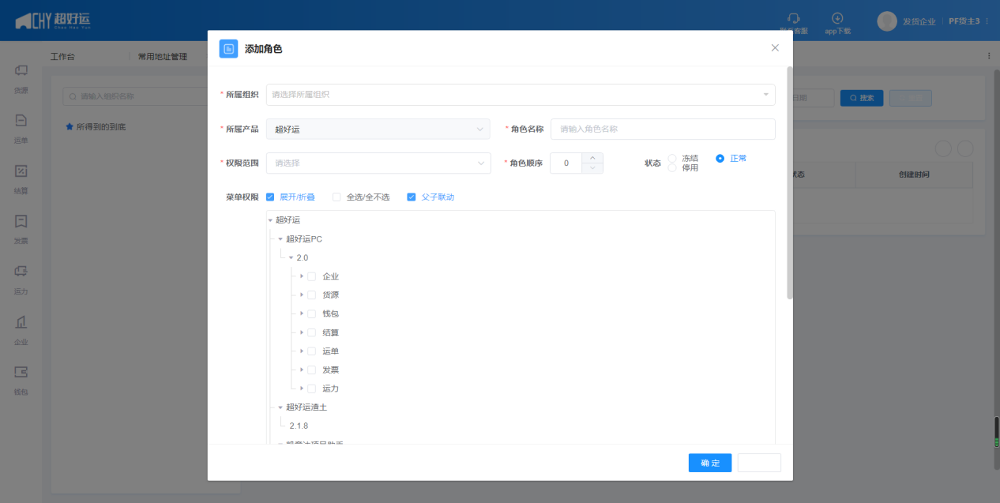 CHY 超好运
Chao Hao Yun
app下载
发货企业
PF货主3
工作台
常用地址管理
货源
运单
结算
发票
运力
企业
钱包
请输入组织名称
所得到的到底
日期
搜索
创建时间
添加角色
* 所属组织 请选择所属组织
* 所属产品 超好运
* 角色名称 请输入角色名称
* 权限范围 请选择
* 角色顺序 0
状态 冻结 停用 正常
菜单权限 展开/折叠 全选/全不选 父子联动
超好运
超好运PC
2.0
企业
货源
钱包
结算
运单
发票
运力
超好运渣土
2.1.8
确 定